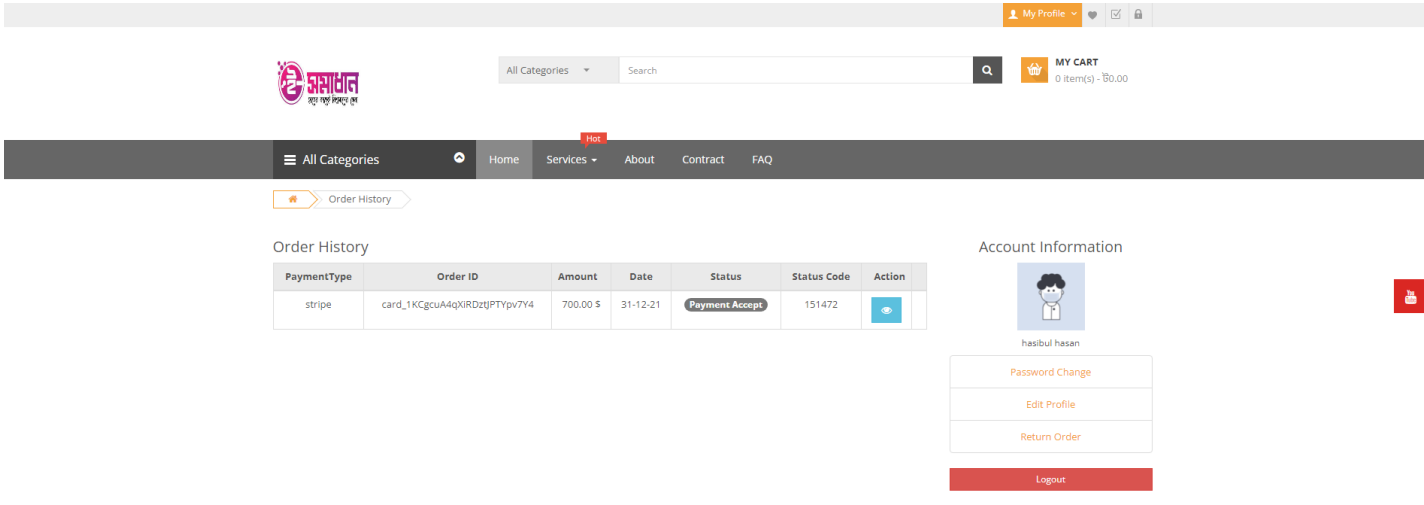 My Profile
ই সমাধান
All Categories
Search
MY CART
0 item(s) - ৳0.00
Hot
All Categories
Home
Services
About
Contract
FAQ
Order History
Order History
PaymentType Order ID Amount Date Status Status Code Action
stripe card_1KCgcuA4qXiRDztJPTYpv7Y4 700.00 $ 31-12-21 Payment Accept 151472
Account Information
hasibul hasan
Password Change
Edit Profile
Return Order
Logout
You
Tube